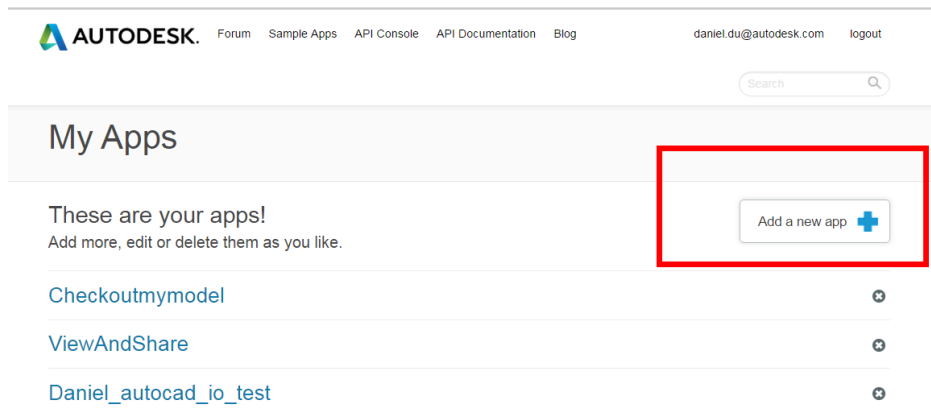 AUTODESK. Forum Sample Apps API Console API Documentation Blog daniel.du@autodesk.com logout
Search
My Apps
These are your apps!
Add more, edit or delete them as you like.
Add a new app
Checkoutmymodel
ViewAndShare
Daniel_autocad_io_test